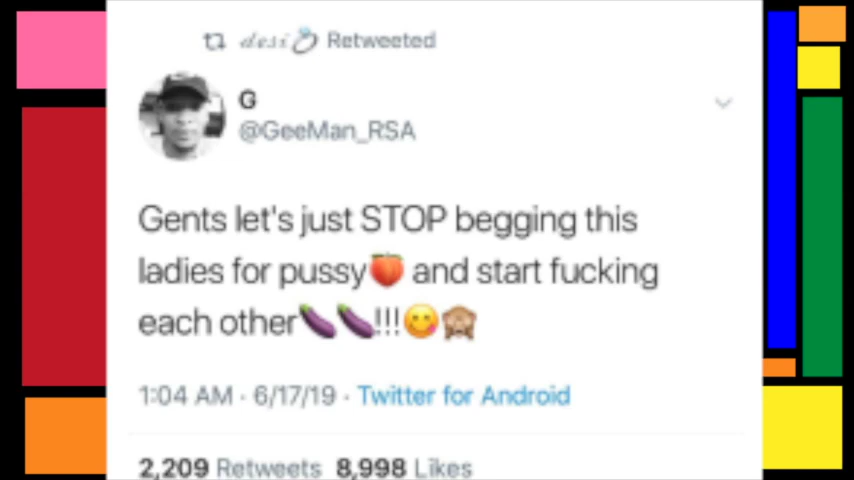 desi💍 Retweeted
G
@GeeMan_RSA
Gents let's just STOP begging this
ladies for pussy🍑 and start fucking
each other🍆🍆!!!😋🙈
1:04 AM · 6/17/19 · Twitter for Android
2,209 Retweets 8,998 Likes